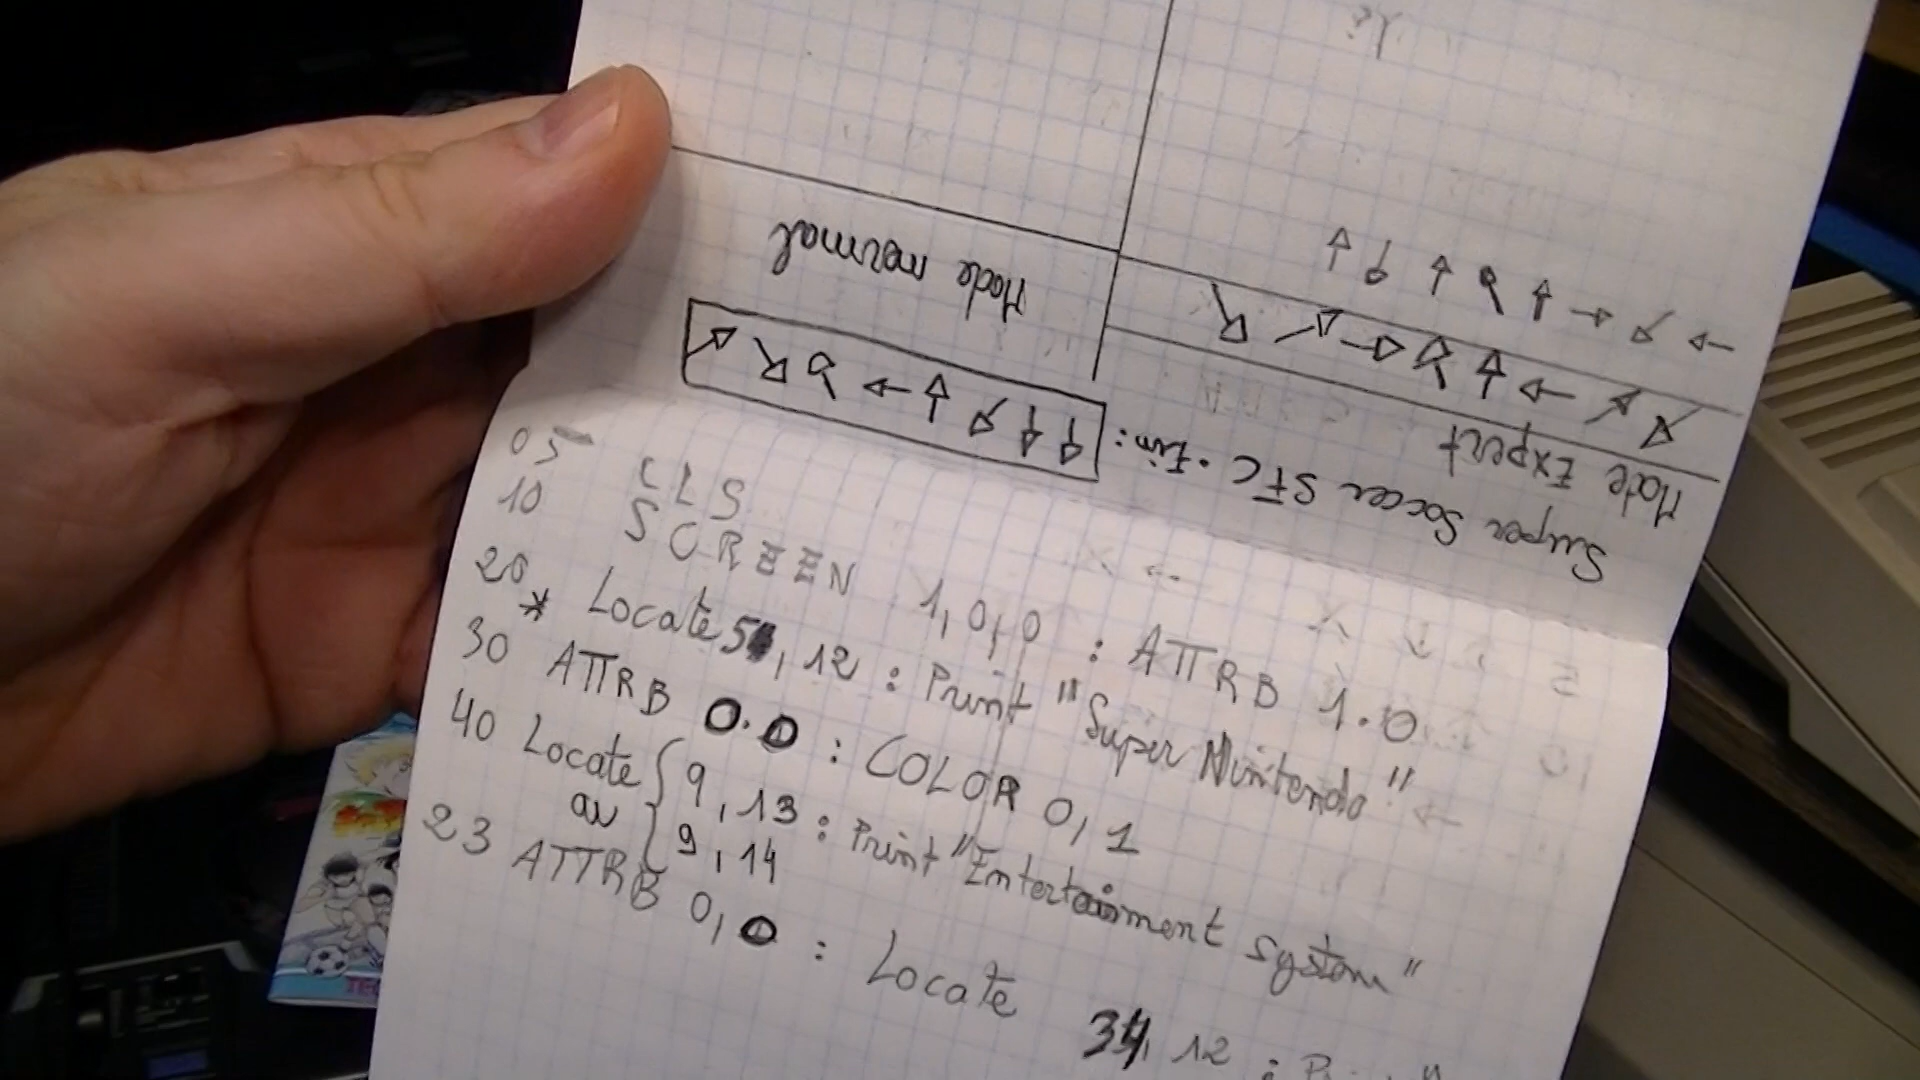 Super Soccer SFC. Fin:
Mode Expert
Mode normal
05 CLS
10 SCREEN 1,0,0 : ATTRB 1.0
20 * Locate 5 , 12 : Print "Super Nintendo"
30 ATTRB 0.0 : COLOR 0,1
40 Locate { 9 , 13 : Print "Entertainment system"
ou { 9 , 14
23 ATTRB 0,0 : Locate 34, 12 :